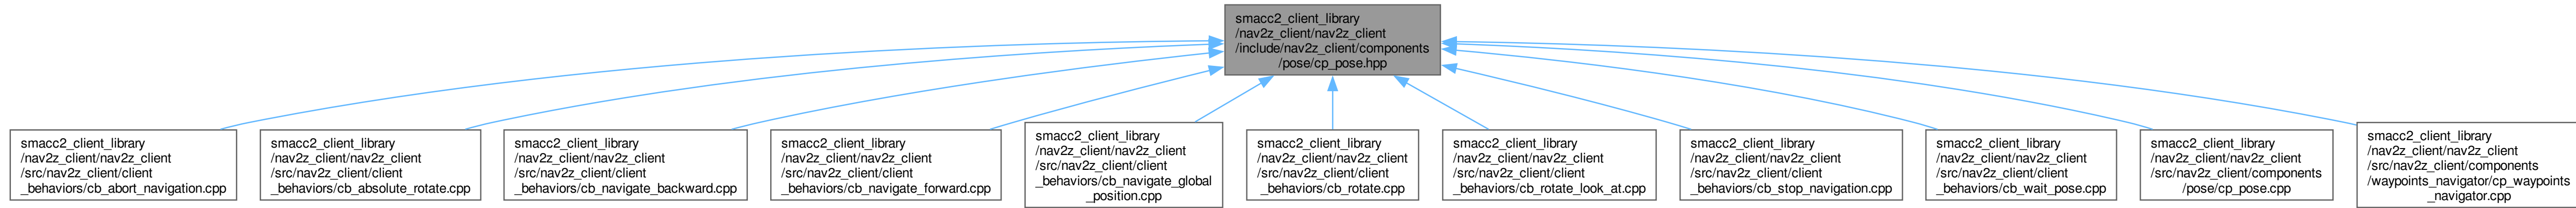 smacc2_client_library
/nav2z_client/nav2z_client
/include/nav2z_client/components
/pose/cp_pose.hpp
smacc2_client_library
/nav2z_client/nav2z_client
/src/nav2z_client/client
_behaviors/cb_abort_navigation.cpp
smacc2_client_library
/nav2z_client/nav2z_client
/src/nav2z_client/client
_behaviors/cb_absolute_rotate.cpp
smacc2_client_library
/nav2z_client/nav2z_client
/src/nav2z_client/client
_behaviors/cb_navigate_backward.cpp
smacc2_client_library
/nav2z_client/nav2z_client
/src/nav2z_client/client
_behaviors/cb_navigate_forward.cpp
smacc2_client_library
/nav2z_client/nav2z_client
/src/nav2z_client/client
_behaviors/cb_navigate_global
_position.cpp
smacc2_client_library
/nav2z_client/nav2z_client
/src/nav2z_client/client
_behaviors/cb_rotate.cpp
smacc2_client_library
/nav2z_client/nav2z_client
/src/nav2z_client/client
_behaviors/cb_rotate_look_at.cpp
smacc2_client_library
/nav2z_client/nav2z_client
/src/nav2z_client/client
_behaviors/cb_stop_navigation.cpp
smacc2_client_library
/nav2z_client/nav2z_client
/src/nav2z_client/client
_behaviors/cb_wait_pose.cpp
smacc2_client_library
/nav2z_client/nav2z_client
/src/nav2z_client/components
/pose/cp_pose.cpp
smacc2_client_library
/nav2z_client/nav2z_client
/src/nav2z_client/components
/waypoints_navigator/cp_waypoints
_navigator.cpp